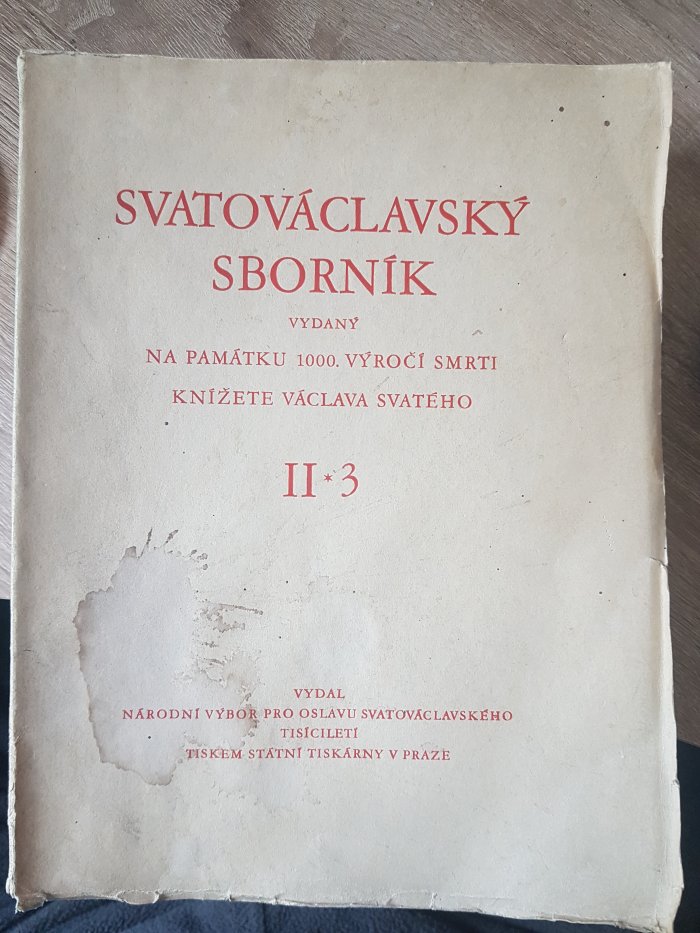 SVATOVÁCLAVSKÝ
SBORNÍK
VYDANÝ
NA PAMÁTKU 1000. VÝROČÍ SMRTI
KNÍŽETE VÁCLAVA SVATÉHO
II * 3
VYDAL
NÁRODNÍ VÝBOR PRO OSLAVU SVATOVÁCLAVSKÉHO
TISÍCILETÍ
TISKEM STÁTNÍ TISKÁRNY V PRAZE